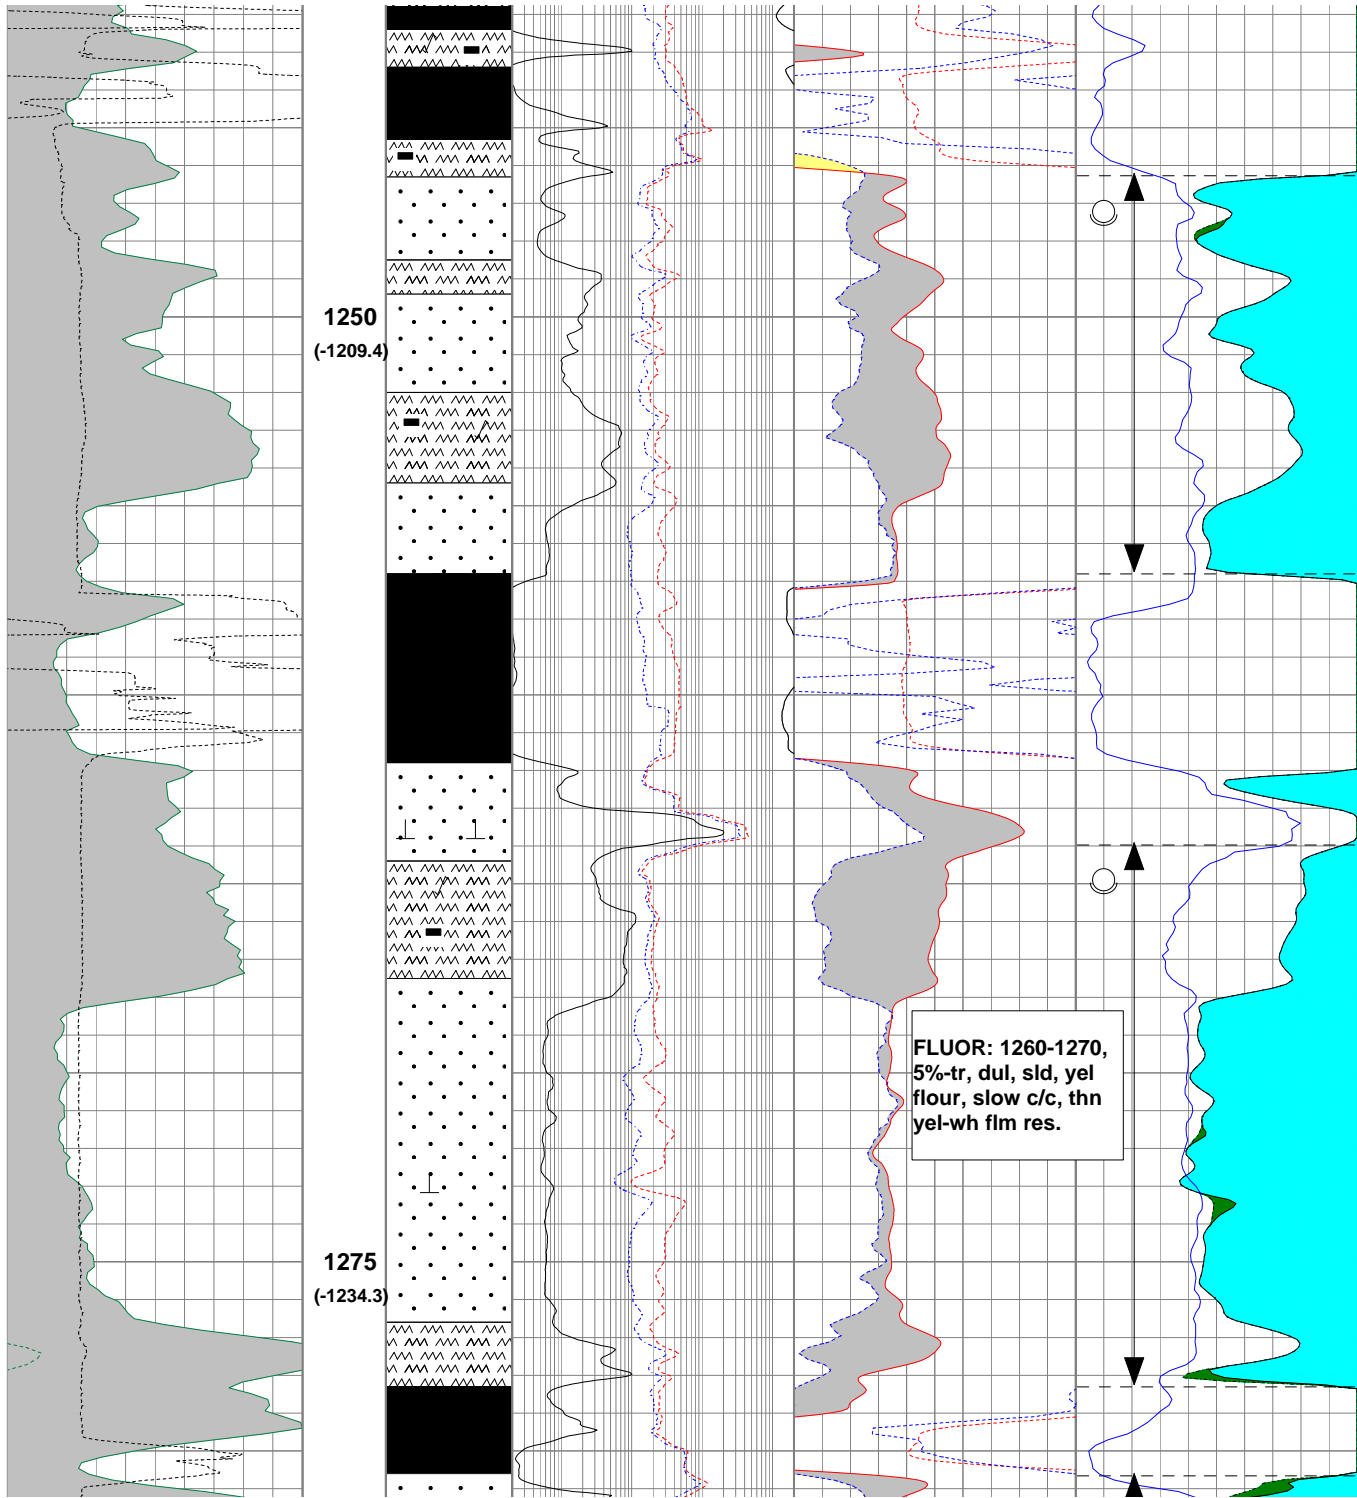 1250
(-1209.4)
FLUOR: 1260-1270,
5%-tr, dul, sld, yel
flour, slow c/c, thn
yel-wh flm res.
1275
(-1234.3)